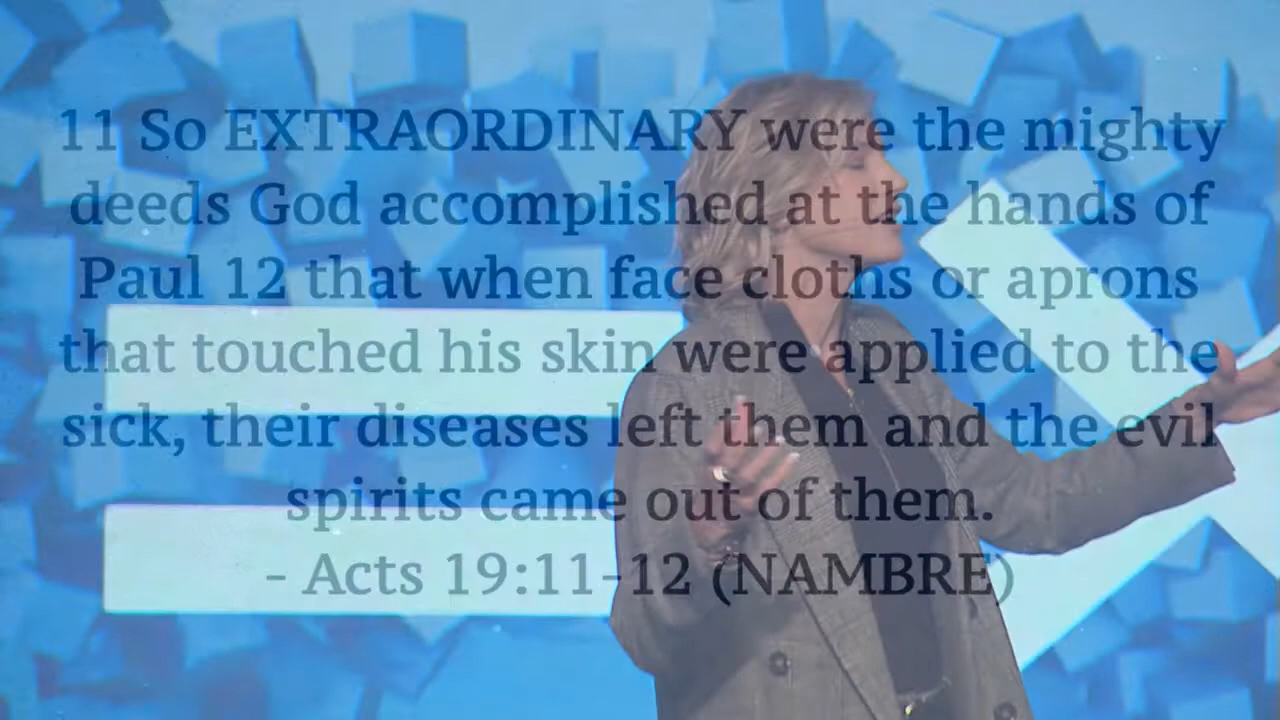 11 So EXTRAORDINARY were the mighty
deeds God accomplished at the hands of
Paul 12 that when face cloths or aprons
that touched his skin were applied to the
sick, their diseases left them and the evil
spirits came out of them.
- Acts 19:11-12 (NAMBRE)